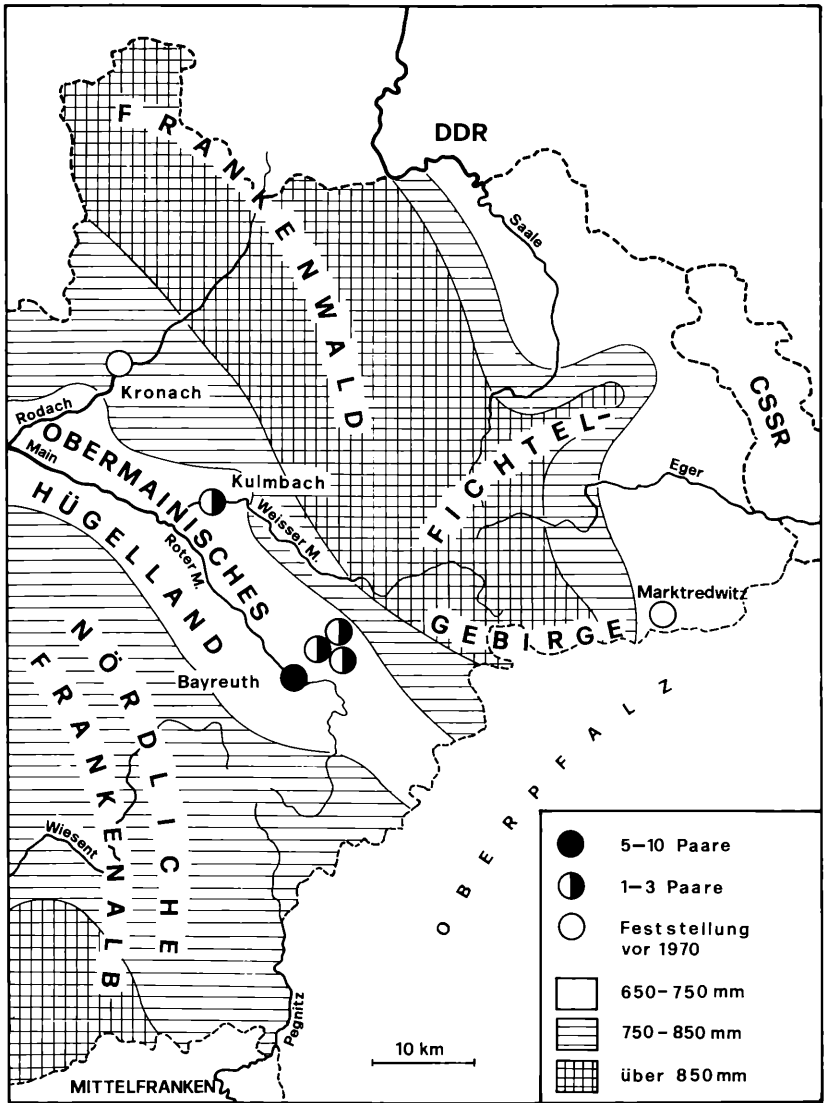 FRANKENWALD
DDR
Saale
CSSR
Kronach
Rodach
Main
OBERMAINISCHES
HÜGELLAND
Kulmbach
Weisser M.
Roter M.
FICHTEL-
GEBIRGE
Eger
Marktredwitz
Bayreuth
NÖRDLICHE
FRANKENALB
Wiesent
OBERPFALZ
Pegnitz
MITTELFRANKEN
10 km
5–10 Paare
1–3 Paare
Feststellung
vor 1970
650–750 mm
750–850 mm
über 850 mm